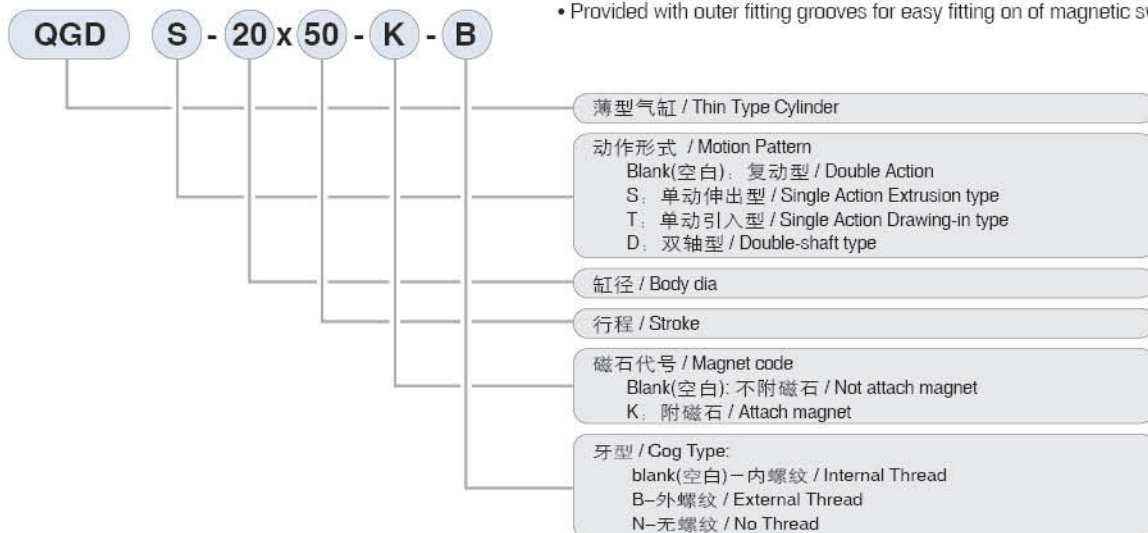 • Provided with outer fitting grooves for easy fitting on of magnetic
QGD S - 20 x 50 - K - B
薄型气缸 / Thin Type Cylinder
动作形式 / Motion Pattern
Blank(空白)：复动型 / Double Action
S：单动伸出型 / Single Action Extrusion type
T：单动引入型 / Single Action Drawing-in type
D：双轴型 / Double-shaft type
缸径 / Body dia
行程 / Stroke
磁石代号 / Magnet code
Blank(空白): 不附磁石 / Not attach magnet
K：附磁石 / Attach magnet
牙型 / Cog Type:
blank(空白)－内螺纹 / Internal Thread
B–外螺纹 / External Thread
N–无螺纹 / No Thread